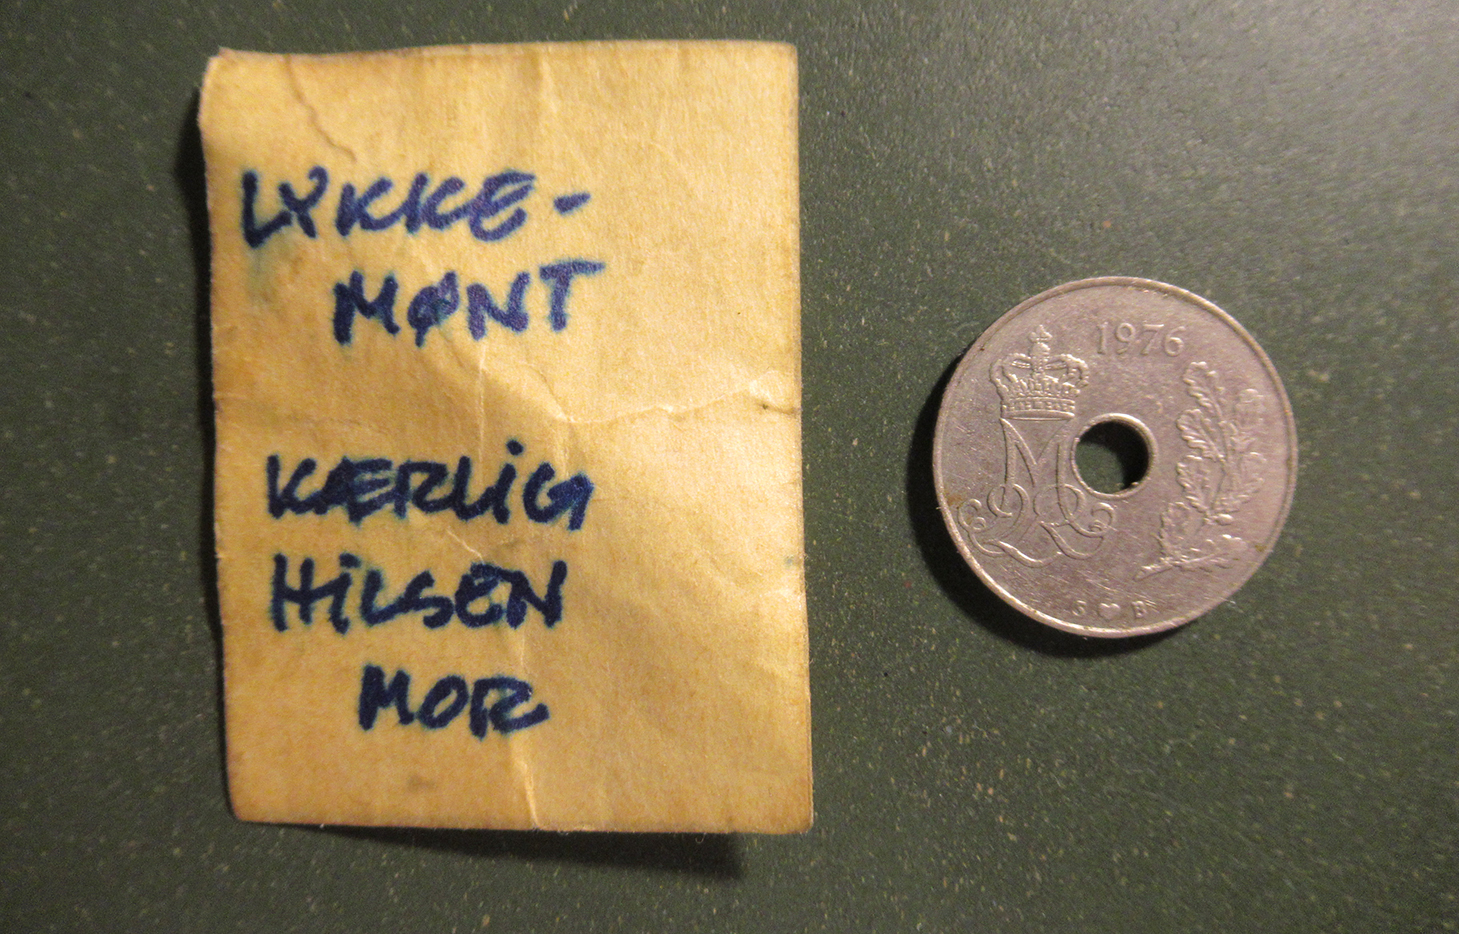 LYKKE-
MØNT
KÆRLIG
HILSEN
MOR
1976
S ♥ B